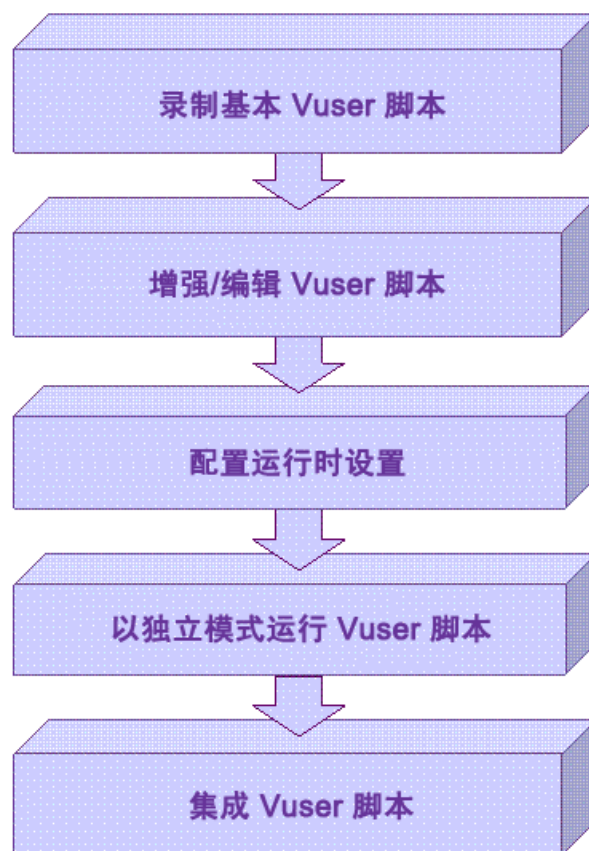 录制基本 Vuser 脚本
增强/编辑 Vuser 脚本
配置运行时设置
以独立模式运行 Vuser 脚本
集成 Vuser 脚本